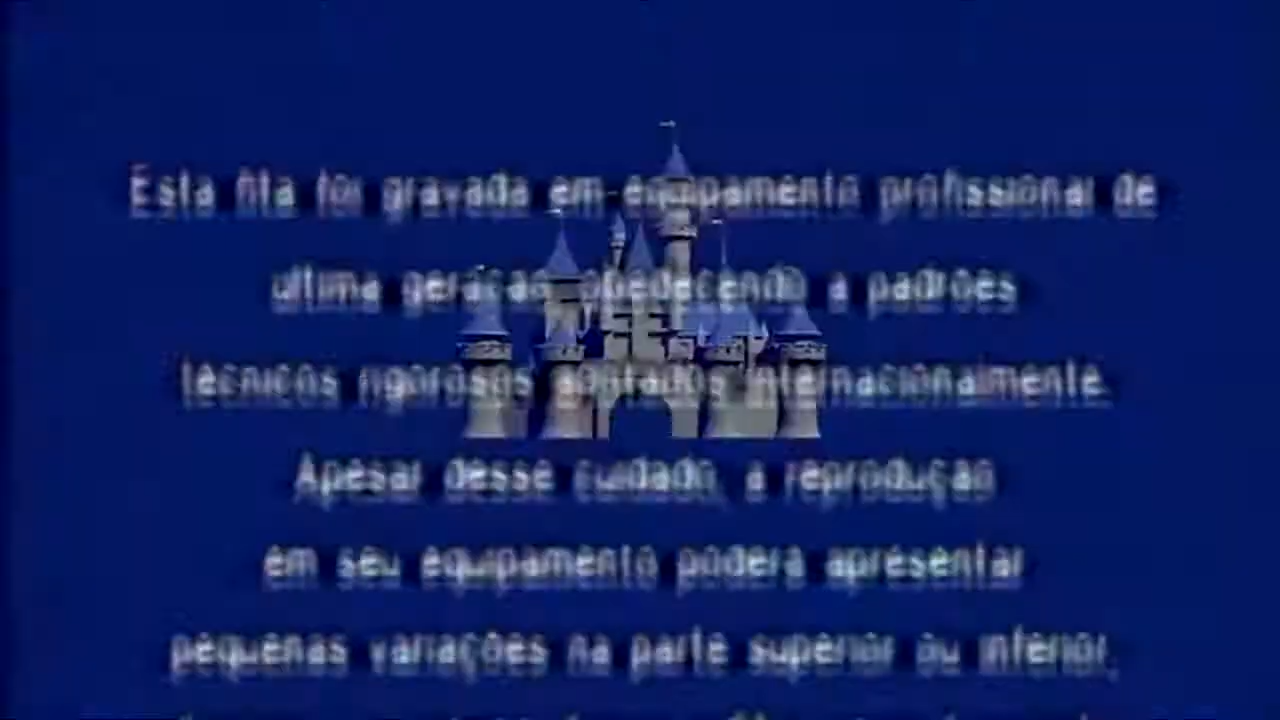 Esta fita foi gravada em equipamento profissional de
última geração obedecendo a padrões
técnicos rigorosos adotados internacionalmente.
Apesar desse cuidado, a reprodução
em seu equipamento poderá apresentar
pequenas variações na parte superior ou inferior,